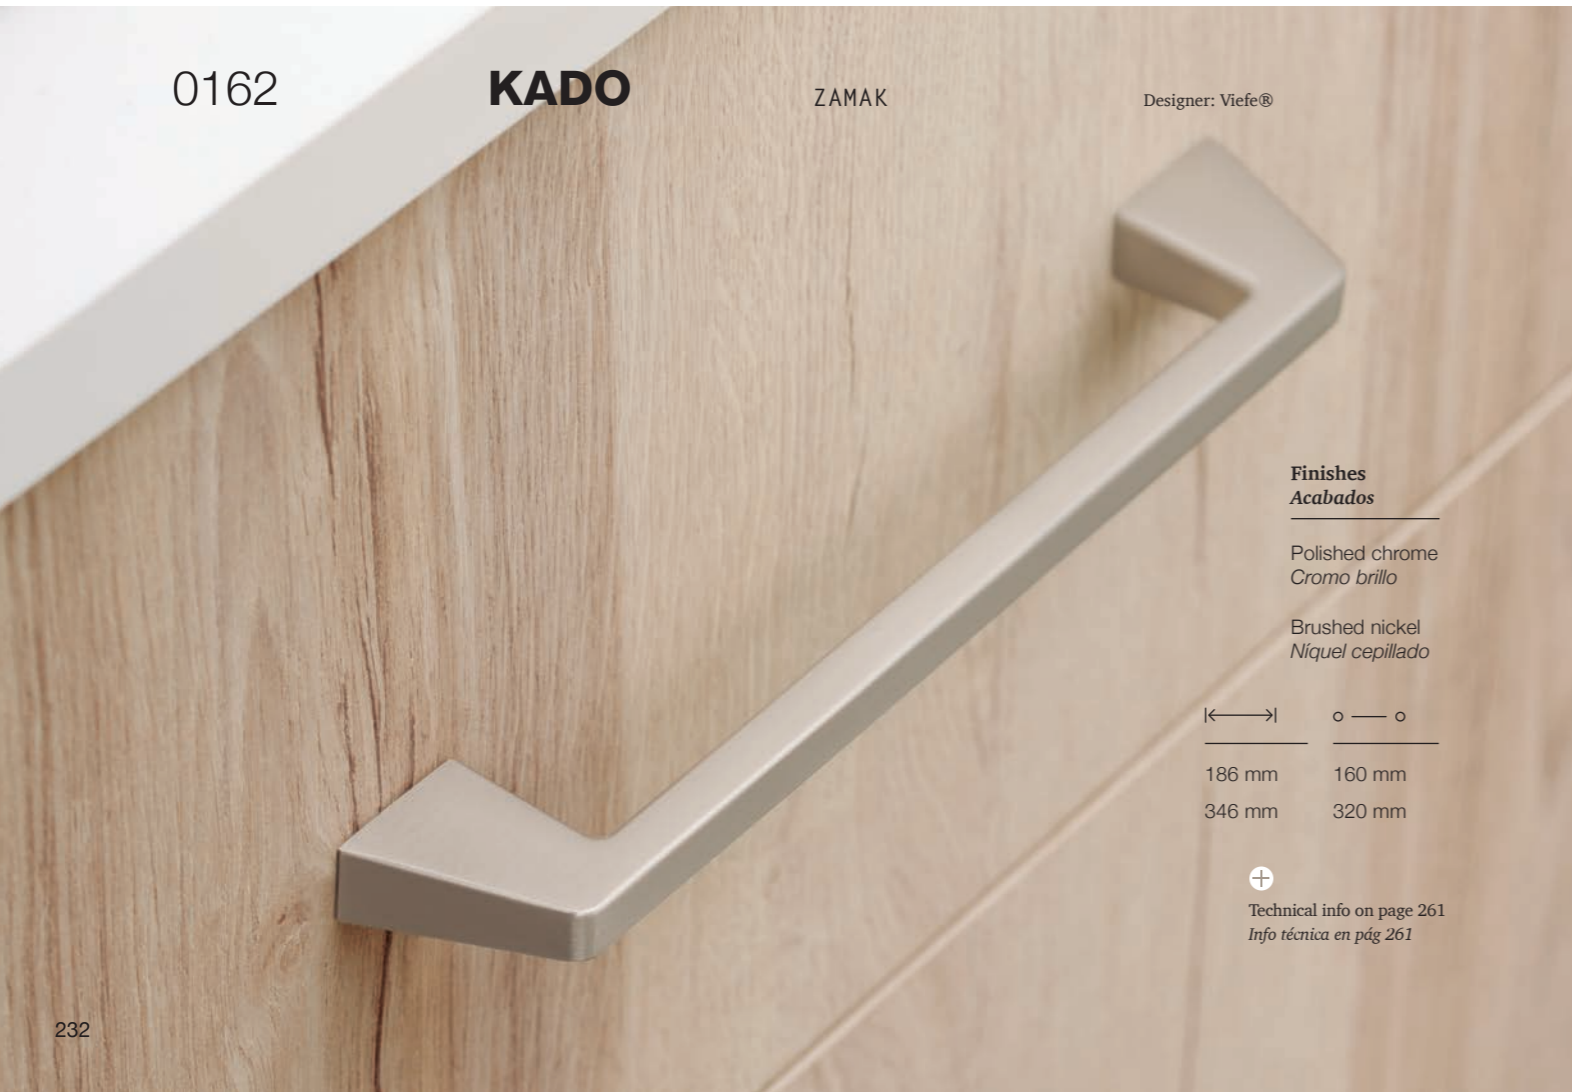 0162
KADO
ZAMAK
Designer: Viefe®
Finishes
Acabados
Polished chrome
Cromo brillo
Brushed nickel
Níquel cepillado
186 mm 160 mm
346 mm 320 mm
Technical info on page 261
Info técnica en pág 261
232